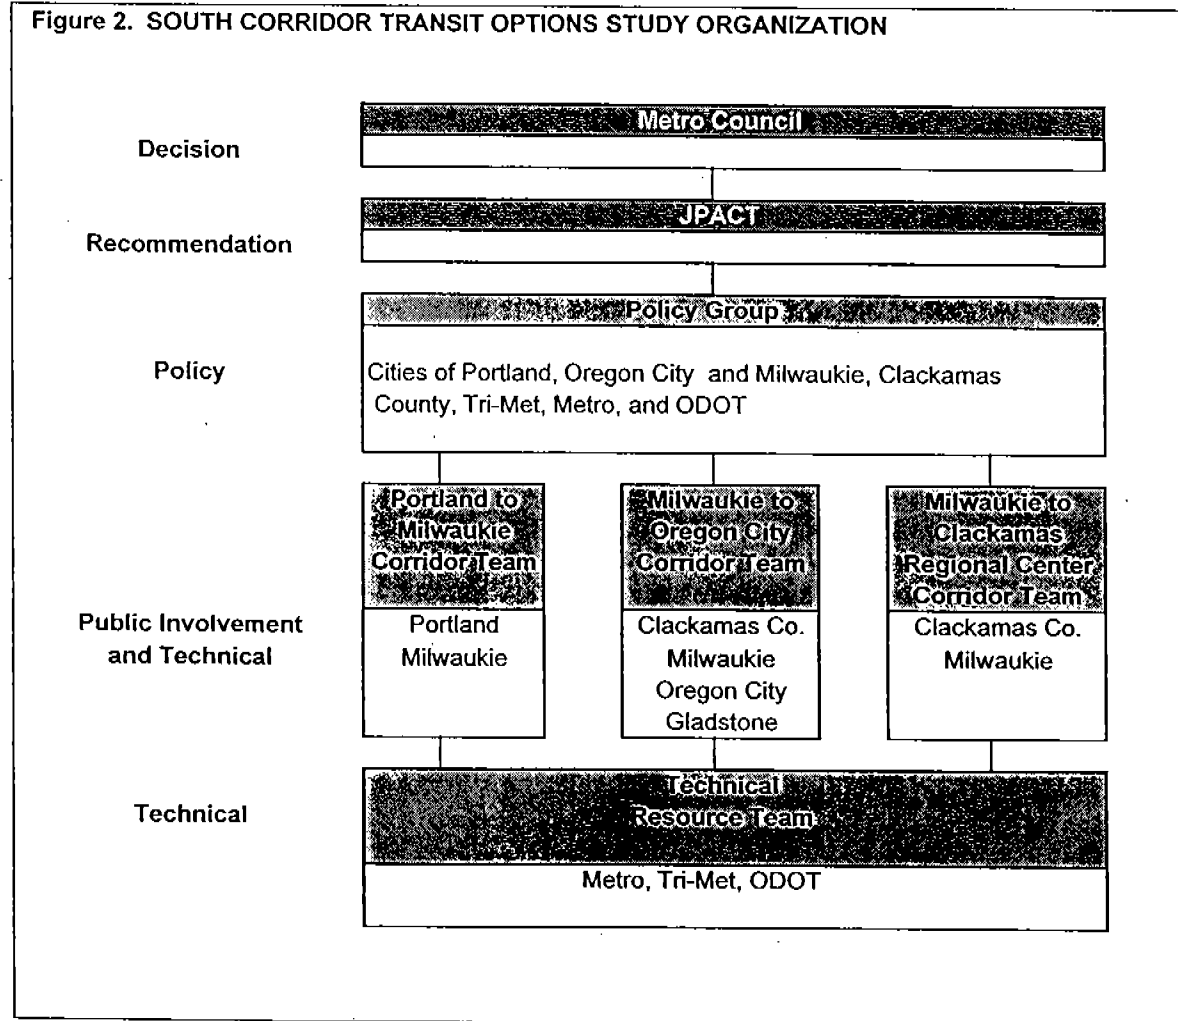 Figure 2. SOUTH CORRIDOR TRANSIT OPTIONS STUDY ORGANIZATION
Decision
Metro Council
Recommendation
JPACT
Policy
Policy Group
Cities of Portland, Oregon City and Milwaukie, Clackamas
County, Tri-Met, Metro, and ODOT
Public Involvement
and Technical
Portland to
Milwaukie
Corridor Team
Portland
Milwaukie
Milwaukie to
Oregon City
Corridor Team
Clackamas Co.
Milwaukie
Oregon City
Gladstone
Milwaukie to
Clackamas
Regional Center
Corridor Team
Clackamas Co.
Milwaukie
Technical
Technical
Resource Team
Metro, Tri-Met, ODOT